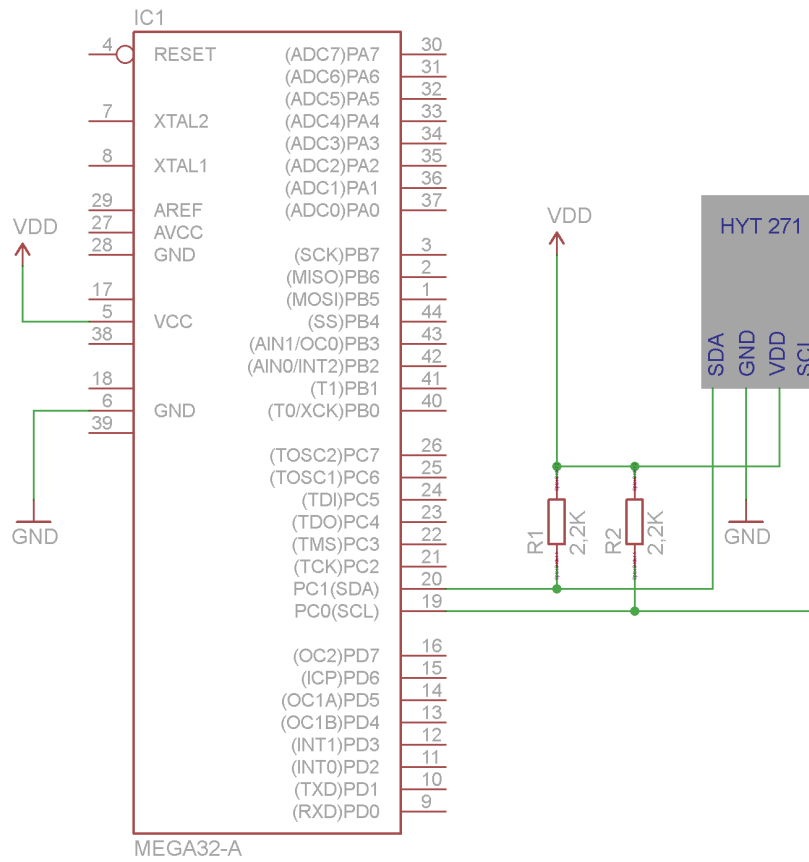 IC1
4 RESET (ADC7)PA7 30
(ADC6)PA6 31
(ADC5)PA5 32
7 XTAL2 (ADC4)PA4 33
(ADC3)PA3 34
8 XTAL1 (ADC2)PA2 35
(ADC1)PA1 36
29 AREF (ADC0)PA0 37
27 AVCC
28 GND (SCK)PB7 3
(MISO)PB6 2
17 (MOSI)PB5 1
5 VCC (SS)PB4 44
38 (AIN1/OC0)PB3 43
(AIN0/INT2)PB2 42
18 (T1)PB1 41
6 GND (T0/XCK)PB0 40
39
(TOSC2)PC7 26
(TOSC1)PC6 25
(TDI)PC5 24
(TDO)PC4 23
(TMS)PC3 22
(TCK)PC2 21
PC1(SDA) 20
PC0(SCL) 19
(OC2)PD7 16
(ICP)PD6 15
(OC1A)PD5 14
(OC1B)PD4 13
(INT1)PD3 12
(INT0)PD2 11
(TXD)PD1 10
(RXD)PD0 9
MEGA32-A
VDD
GND
VDD
R1
2,2K
R2
2,2K
HYT 271
SDA
GND
VDD
SCL
GND